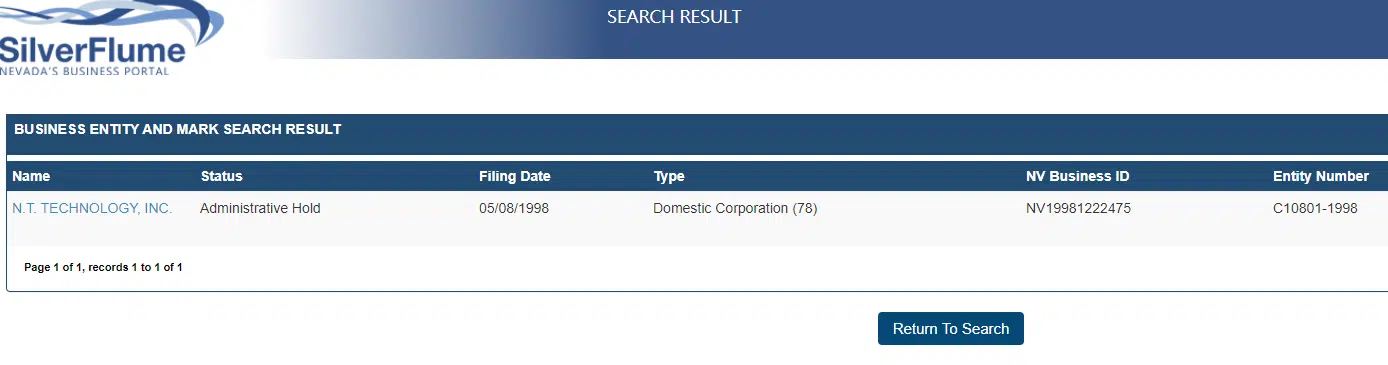 SEARCH RESULT
SilverFlume
NEVADA'S BUSINESS PORTAL
BUSINESS ENTITY AND MARK SEARCH RESULT
Name Status Filing Date Type NV Business ID Entity Number
N.T. TECHNOLOGY, INC. Administrative Hold 05/08/1998 Domestic Corporation (78) NV19981222475 C10801-1998
Page 1 of 1, records 1 to 1 of 1
Return To Search